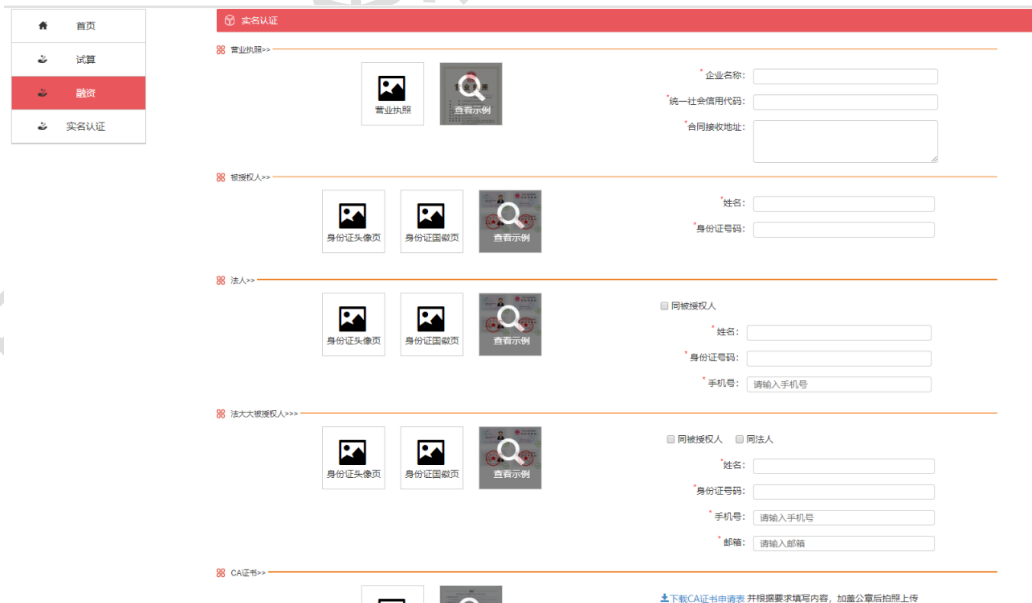 首页
试算
融资
实名认证
实名认证
营业执照>>
营业执照
查看示例
*企业名称：
*统一社会信用代码：
*合同接收地址：
被授权人>>
身份证头像页
身份证国徽页
查看示例
*姓名：
*身份证号码：
法人>>
身份证头像页
身份证国徽页
查看示例
同被授权人
*姓名：
*身份证号码：
*手机号：
请输入手机号
法大大被授权人>>>
身份证头像页
身份证国徽页
查看示例
同被授权人 同法人
*姓名：
*身份证号码：
*手机号：
请输入手机号
*邮箱：
请输入邮箱
CA证书>>
下载CA证书申请表 并根据要求填写内容，加盖公章后拍照上传